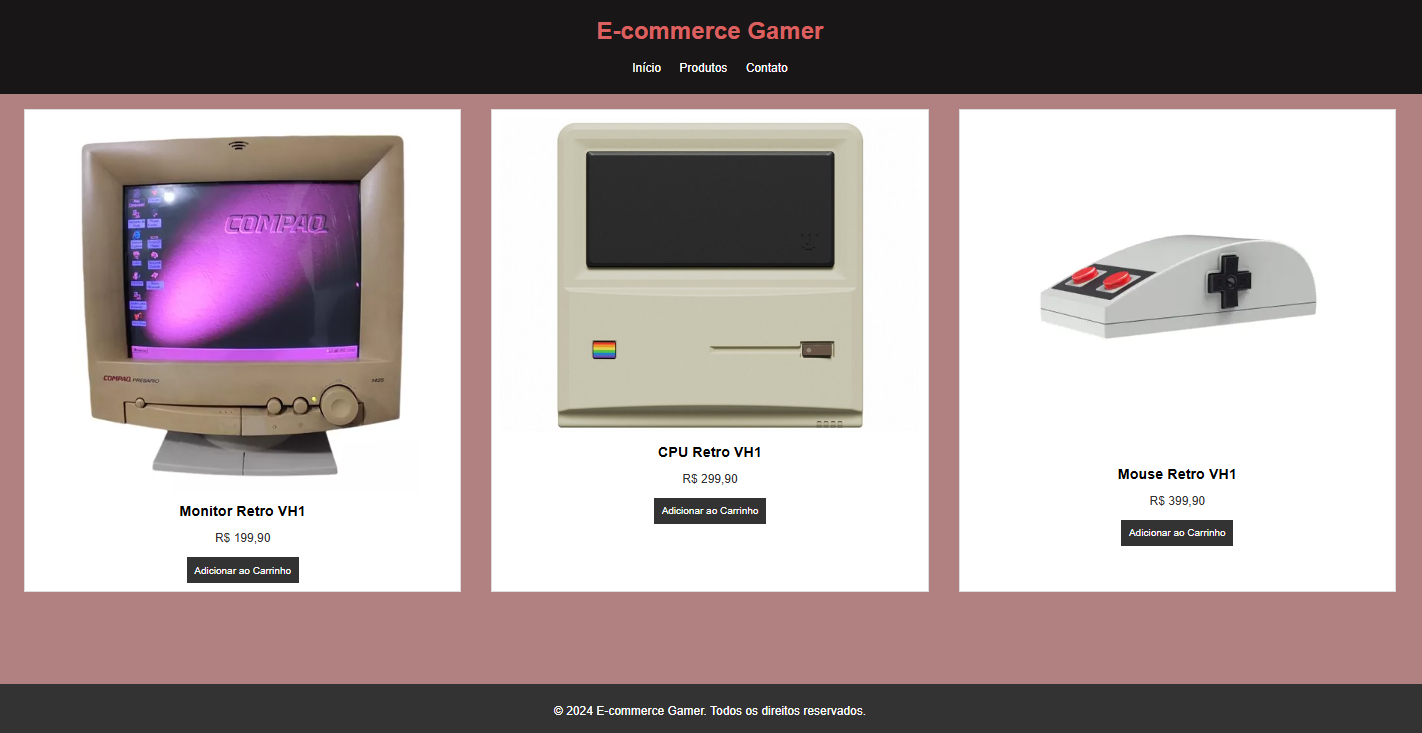 E-commerce Gamer
Início Produtos Contato
COMPAQ
COMPAQ PRESARIO
Monitor Retro VH1
R$ 199,90
Adicionar ao Carrinho
CPU Retro VH1
R$ 299,90
Adicionar ao Carrinho
Mouse Retro VH1
R$ 399,90
Adicionar ao Carrinho
© 2024 E-commerce Gamer. Todos os direitos reservados.